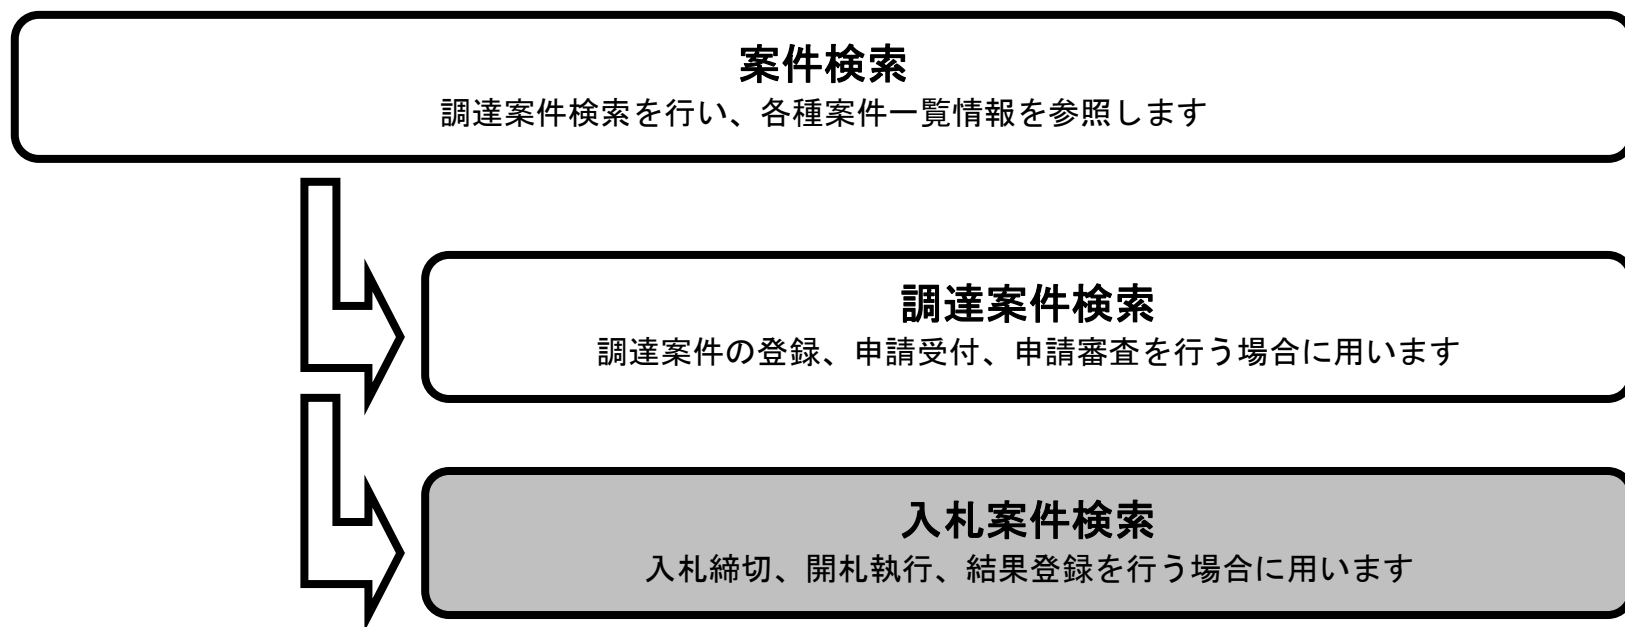 案件検索
調達案件検索を行い、各種案件一覧情報を参照します
調達案件検索
調達案件の登録、申請受付、申請審査を行う場合に用います
入札案件検索
入札締切、開札執行、結果登録を行う場合に用います